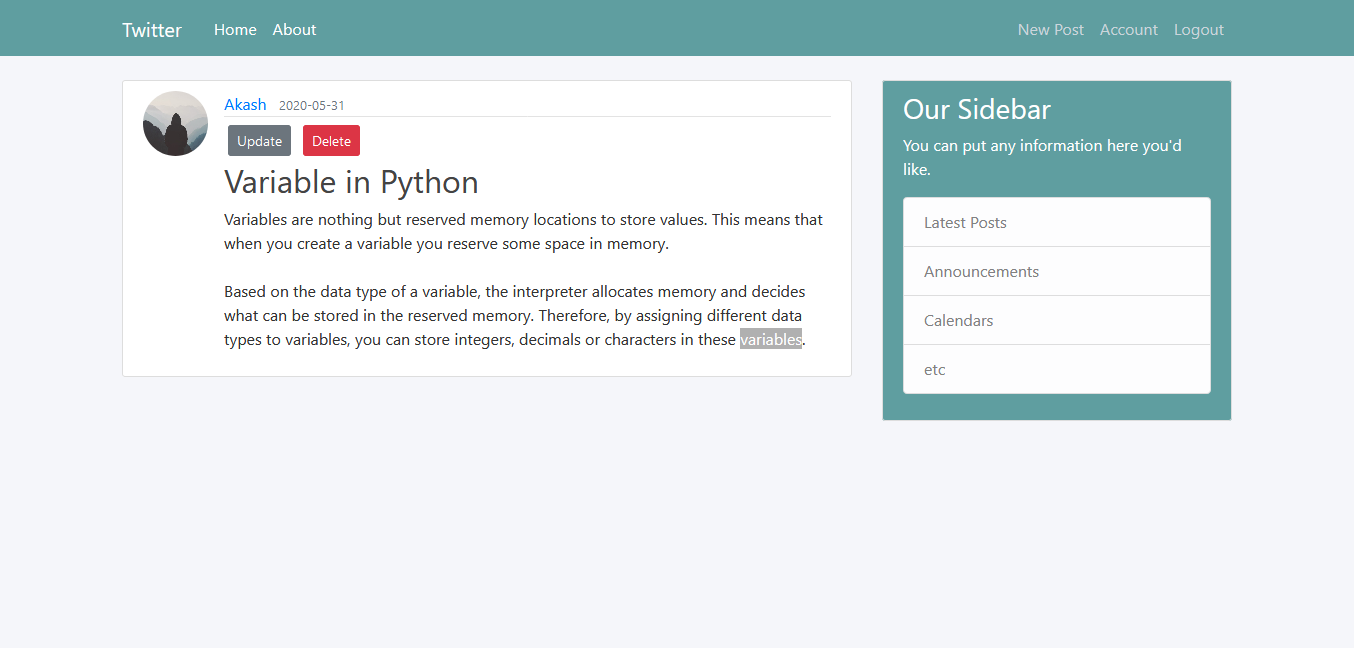 Twitter Home About New Post Account Logout
Akash 2020-05-31
Update Delete
Variable in Python
Variables are nothing but reserved memory locations to store values. This means that
when you create a variable you reserve some space in memory.
Based on the data type of a variable, the interpreter allocates memory and decides
what can be stored in the reserved memory. Therefore, by assigning different data
types to variables, you can store integers, decimals or characters in these variables.
Our Sidebar
You can put any information here you'd
like.
Latest Posts
Announcements
Calendars
etc